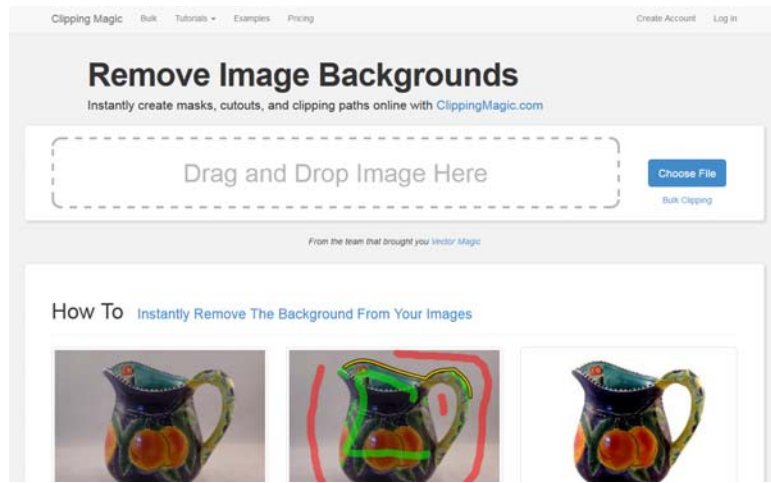 Clipping Magic Bulk Tutorials Examples Pricing Create Account Log in
Remove Image Backgrounds
Instantly create masks, cutouts, and clipping paths online with ClippingMagic.com
Drag and Drop Image Here
Choose File
Bulk Clipping
From the team that brought you Vector Magic
How To Instantly Remove The Background From Your Images